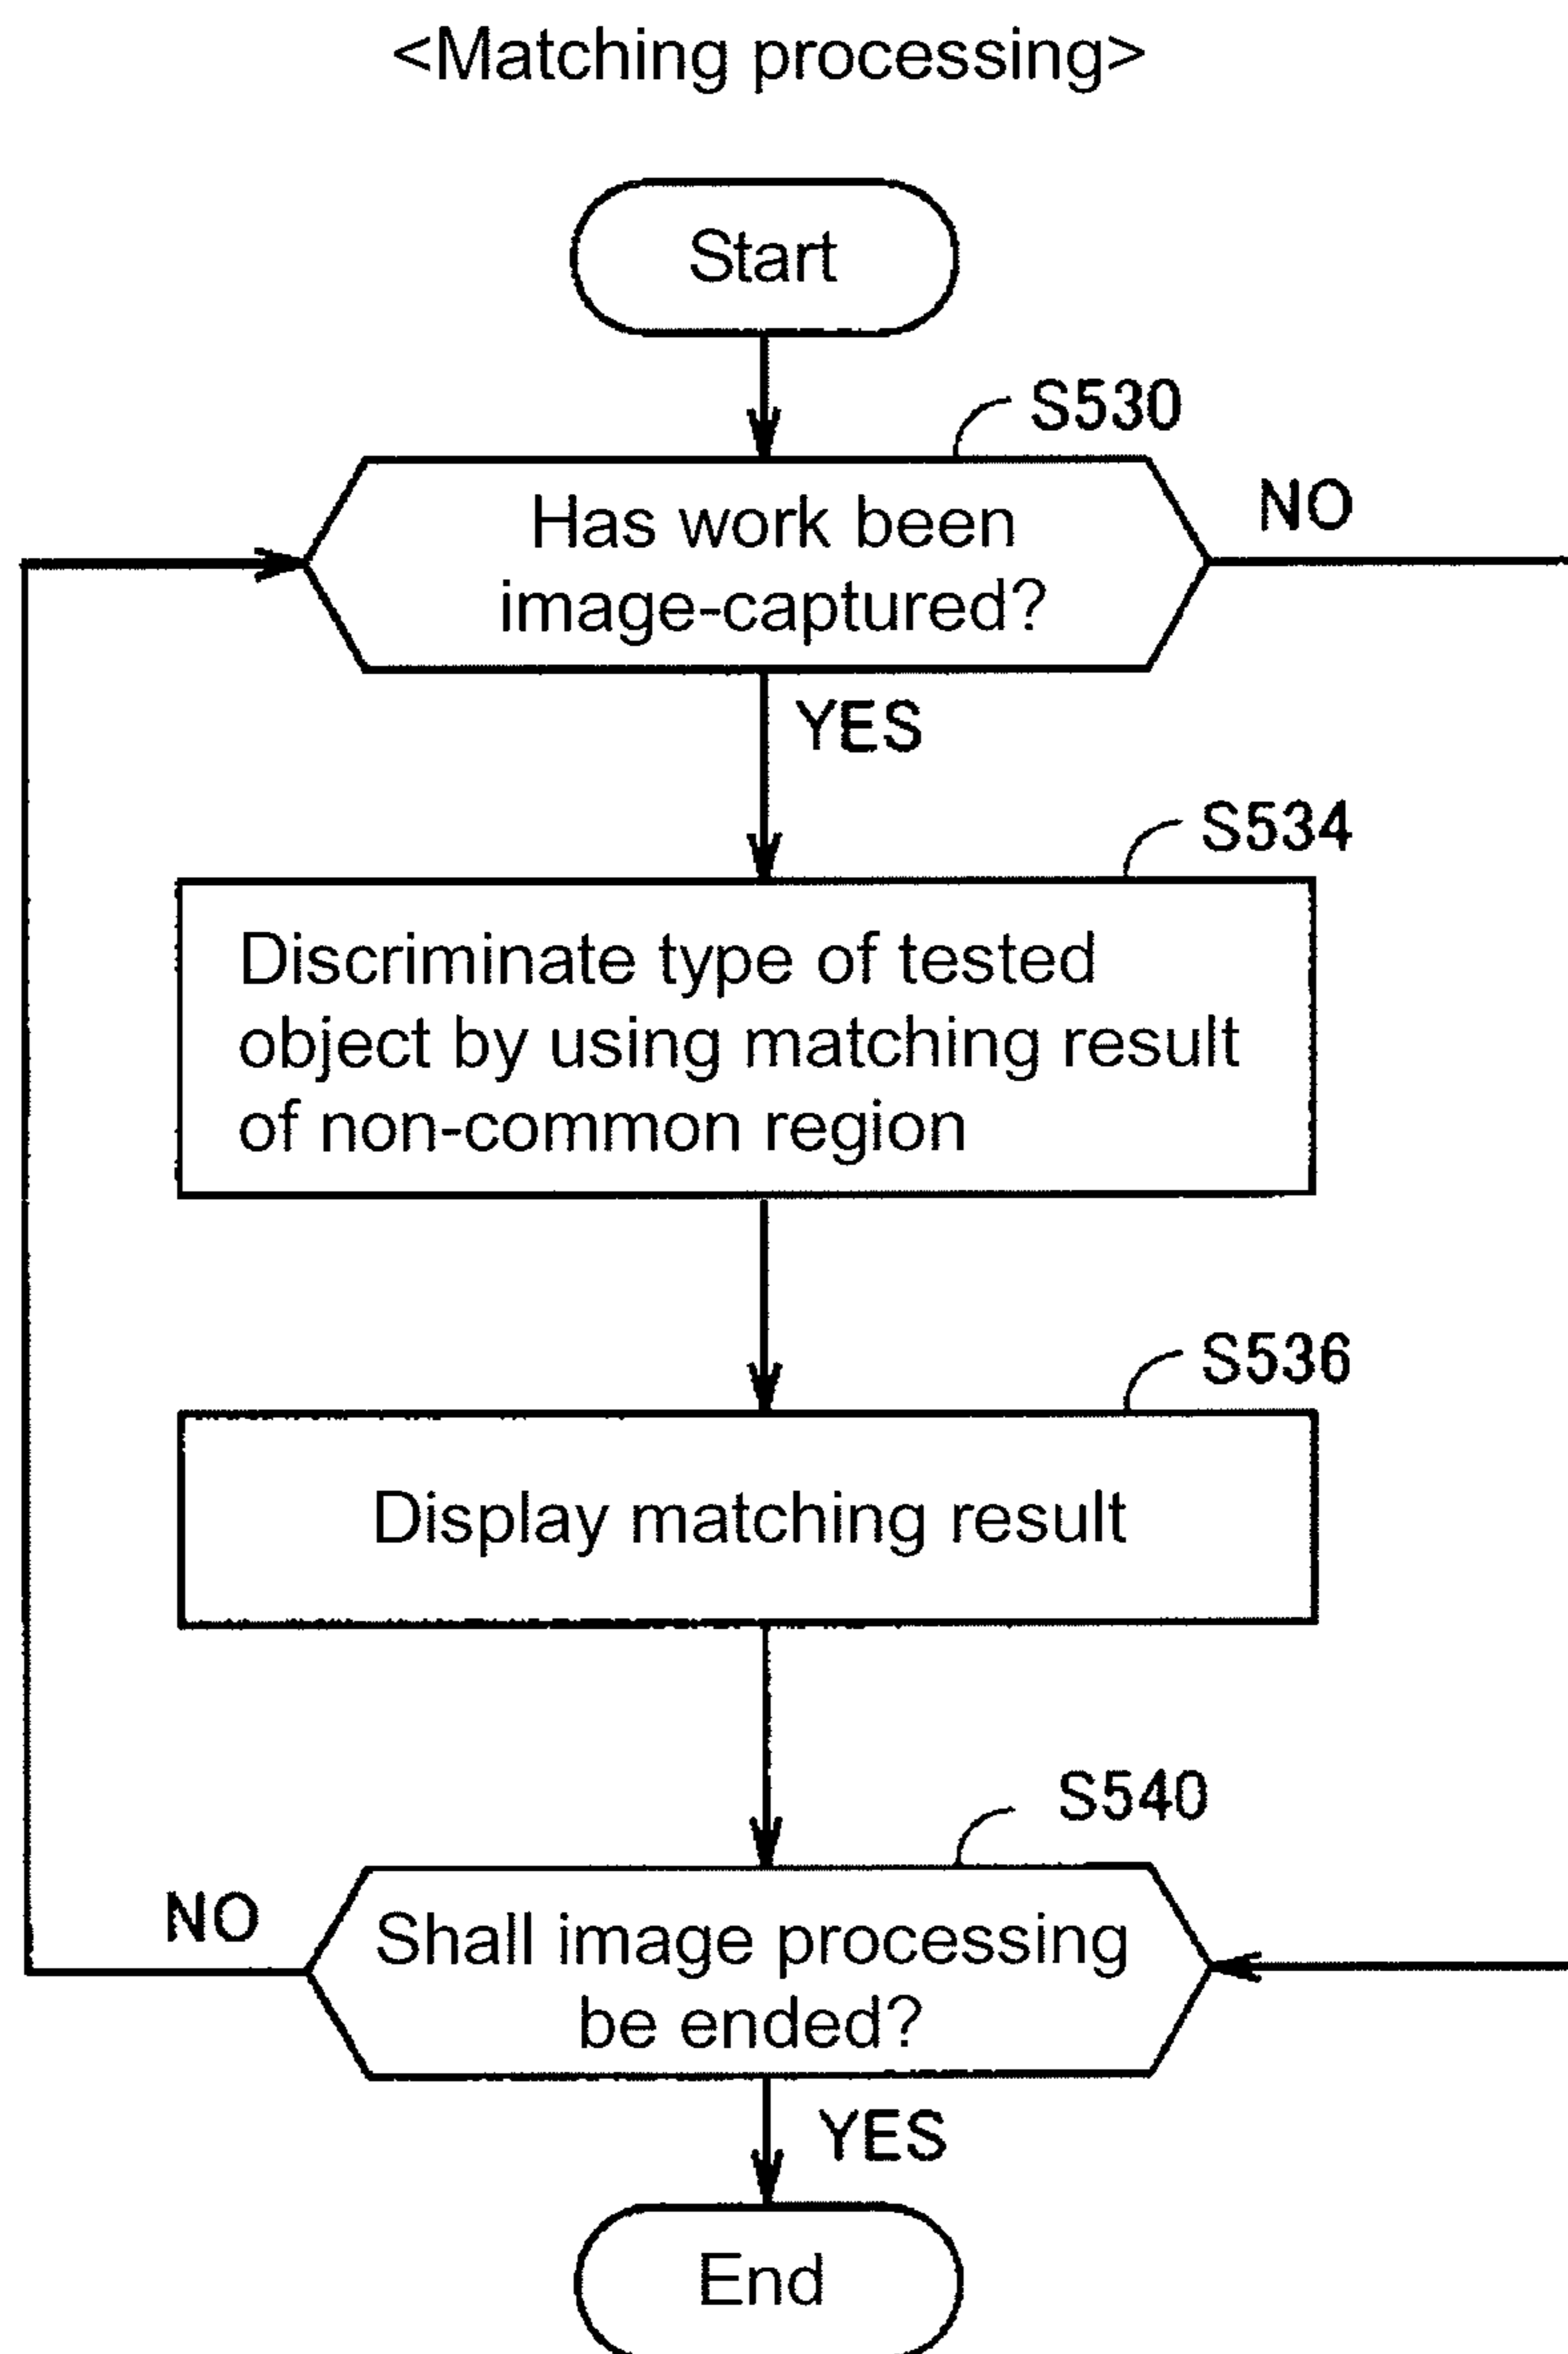 <Matching processing>
Start
S530
Has work been
image-captured?
NO
YES
S534
Discriminate type of tested
object by using matching result
of non-common region
S536
Display matching result
S540
NO
Shall image processing
be ended?
YES
End